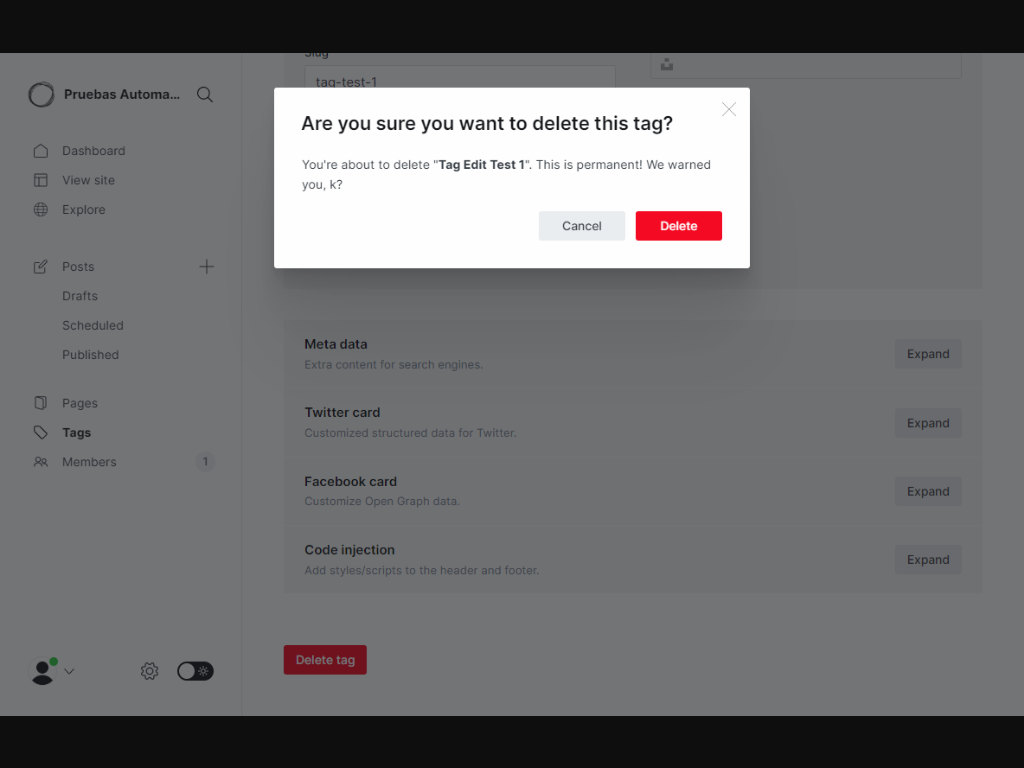 Slug
tag-test-1
Pruebas Automa...
Dashboard
View site
Explore
Posts
Drafts
Scheduled
Published
Pages
Tags
Members 1
Are you sure you want to delete this tag?
You're about to delete "Tag Edit Test 1". This is permanent! We warned
you, k?
Cancel Delete
Meta data
Extra content for search engines.
Expand
Twitter card
Customized structured data for Twitter.
Expand
Facebook card
Customize Open Graph data.
Expand
Code injection
Add styles/scripts to the header and footer.
Expand
Delete tag